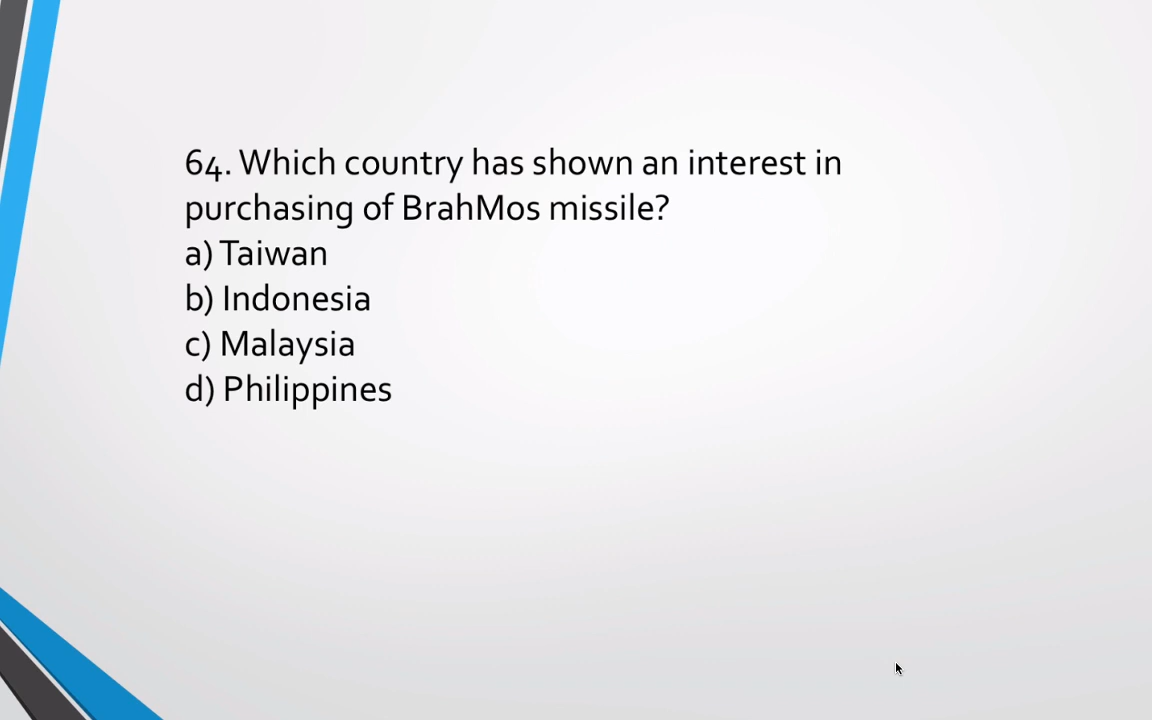 64. Which country has shown an interest in
purchasing of BrahMos missile?
a) Taiwan
b) Indonesia
c) Malaysia
d) Philippines